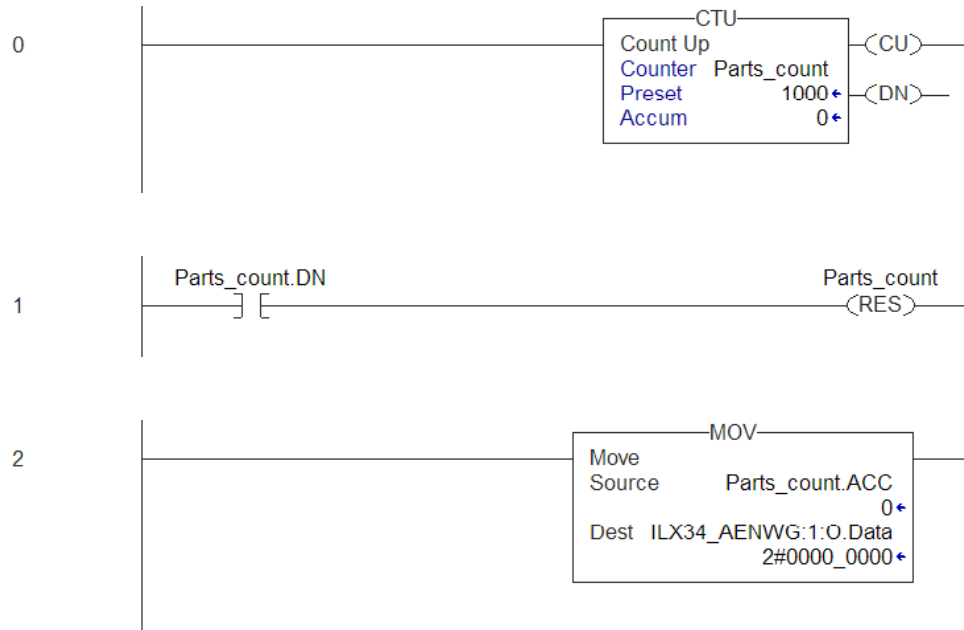 CTU
0
Count Up
CU
Counter Parts_count
Preset 1000
DN
Accum 0
Parts_count.DN
Parts_count
1
RES
MOV
2
Move
Source Parts_count.ACC
0
Dest ILX34_AENWG:1:O.Data
2#0000_0000